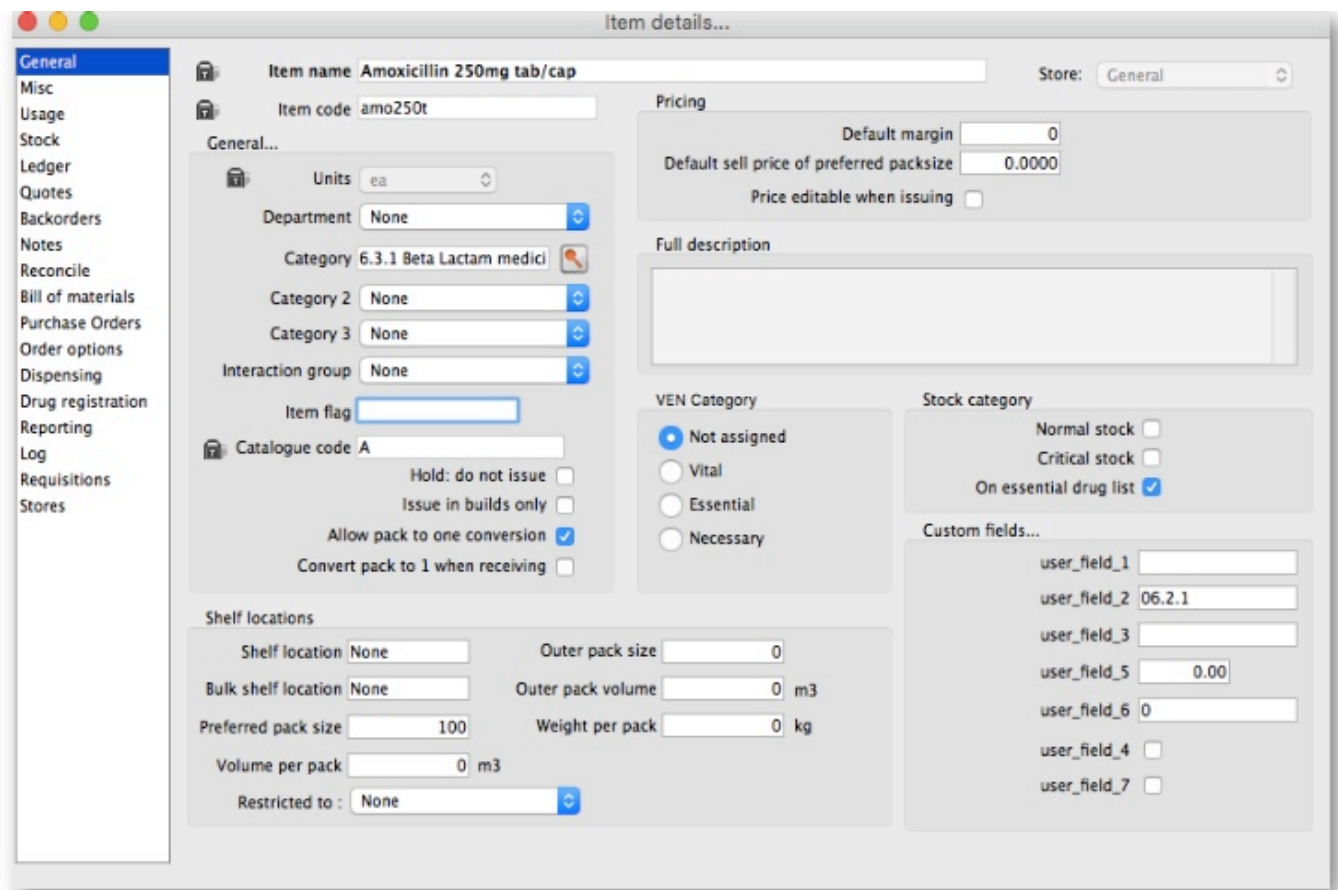 Item details...
General
Misc
Usage
Stock
Ledger
Quotes
Backorders
Notes
Reconcile
Bill of materials
Purchase Orders
Order options
Dispensing
Drug registration
Reporting
Log
Requisitions
Stores
Item name Amoxicillin 250mg tab/cap
Store: General
Item code amo250t
General...
Units ea
Department None
Category 6.3.1 Beta Lactam medici
Category 2 None
Category 3 None
Interaction group None
Item flag
Catalogue code A
Hold: do not issue
Issue in builds only
Allow pack to one conversion
Convert pack to 1 when receiving
Pricing
Default margin 0
Default sell price of preferred packsize 0.0000
Price editable when issuing
Full description
VEN Category
Not assigned
Vital
Essential
Necessary
Stock category
Normal stock
Critical stock
On essential drug list
Custom fields...
user_field_1
user_field_2 06.2.1
user_field_3
user_field_5 0.00
user_field_6 0
user_field_4
user_field_7
Shelf locations
Shelf location None
Bulk shelf location None
Preferred pack size 100
Volume per pack 0 m3
Restricted to : None
Outer pack size 0
Outer pack volume 0 m3
Weight per pack 0 kg